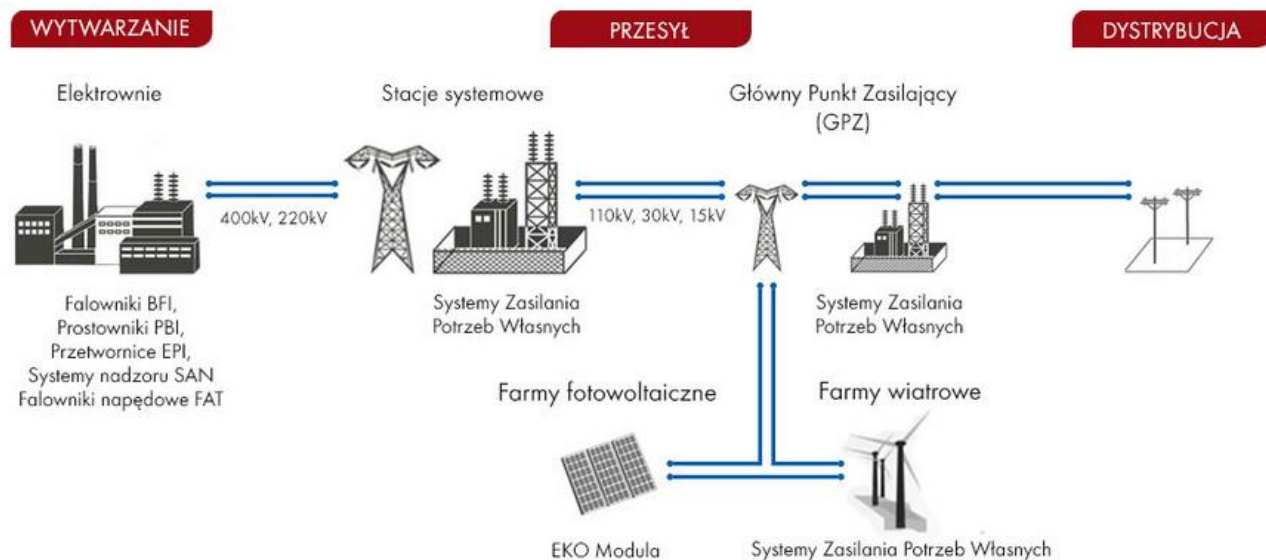 WYTWARZANIE
PRZESYŁ
DYSTRYBUCJA
Elektrownie
Stacje systemowe
Główny Punkt Zasilający
(GPZ)
400kV, 220kV
110kV, 30kV, 15kV
Falowniki BFI,
Prostowniki PBI,
Przetwornice EPI,
Systemy nadzoru SAN
Falowniki napędowe FAT
Systemy Zasilania
Potrzeb Własnych
Systemy Zasilania
Potrzeb Własnych
Farmy fotowoltaiczne
Farmy wiatrowe
EKO Modula
Systemy Zasilania Potrzeb Własnych